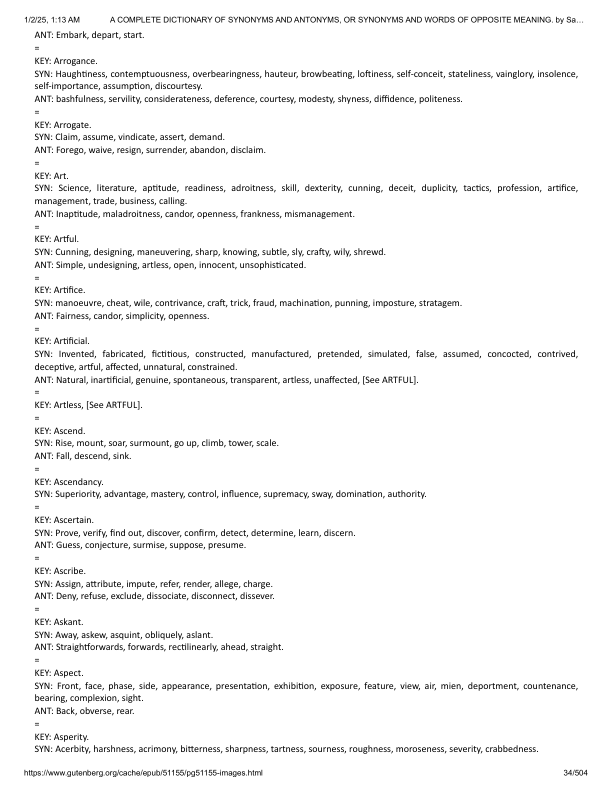 1/2/25, 1:13 AM A COMPLETE DICTIONARY OF SYNONYMS AND ANTONYMS, OR SYNONYMS AND WORDS OF OPPOSITE MEANING. by Sa…
ANT: Embark, depart, start.
=
KEY: Arrogance.
SYN: Haughtiness, contemptuousness, overbearingness, hauteur, browbeating, loftiness, self-conceit, stateliness, vainglory, insolence,
self-importance, assumption, discourtesy.
ANT: bashfulness, servility, considerateness, deference, courtesy, modesty, shyness, diffidence, politeness.
=
KEY: Arrogate.
SYN: Claim, assume, vindicate, assert, demand.
ANT: Forego, waive, resign, surrender, abandon, disclaim.
=
KEY: Art.
SYN: Science, literature, aptitude, readiness, adroitness, skill, dexterity, cunning, deceit, duplicity, tactics, profession, artifice,
management, trade, business, calling.
ANT: Inaptitude, maladroitness, candor, openness, frankness, mismanagement.
=
KEY: Artful.
SYN: Cunning, designing, maneuvering, sharp, knowing, subtle, sly, crafty, wily, shrewd.
ANT: Simple, undesigning, artless, open, innocent, unsophisticated.
=
KEY: Artifice.
SYN: manoeuvre, cheat, wile, contrivance, craft, trick, fraud, machination, punning, imposture, stratagem.
ANT: Fairness, candor, simplicity, openness.
=
KEY: Artificial.
SYN: Invented, fabricated, fictitious, constructed, manufactured, pretended, simulated, false, assumed, concocted, contrived,
deceptive, artful, affected, unnatural, constrained.
ANT: Natural, inartificial, genuine, spontaneous, transparent, artless, unaffected, [See ARTFUL].
=
KEY: Artless, [See ARTFUL].
=
KEY: Ascend.
SYN: Rise, mount, soar, surmount, go up, climb, tower, scale.
ANT: Fall, descend, sink.
=
KEY: Ascendancy.
SYN: Superiority, advantage, mastery, control, influence, supremacy, sway, domination, authority.
=
KEY: Ascertain.
SYN: Prove, verify, find out, discover, confirm, detect, determine, learn, discern.
ANT: Guess, conjecture, surmise, suppose, presume.
=
KEY: Ascribe.
SYN: Assign, attribute, impute, refer, render, allege, charge.
ANT: Deny, refuse, exclude, dissociate, disconnect, dissever.
=
KEY: Askant.
SYN: Away, askew, asquint, obliquely, aslant.
ANT: Straightforwards, forwards, rectilinearly, ahead, straight.
=
KEY: Aspect.
SYN: Front, face, phase, side, appearance, presentation, exhibition, exposure, feature, view, air, mien, deportment, countenance,
bearing, complexion, sight.
ANT: Back, obverse, rear.
=
KEY: Asperity.
SYN: Acerbity, harshness, acrimony, bitterness, sharpness, tartness, sourness, roughness, moroseness, severity, crabbedness.
https://www.gutenberg.org/cache/epub/51155/pg51155-images.html 34/504